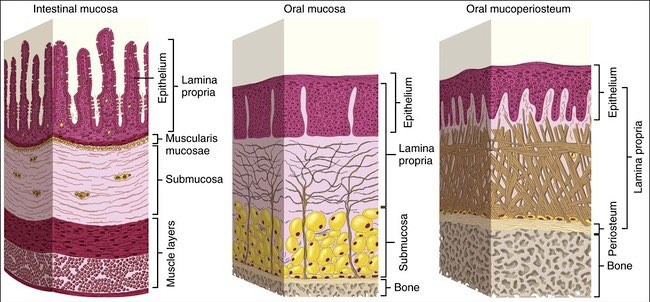 Intestinal mucosa
Epithelium
Lamina
propria
Muscularis
mucosae
Submucosa
Muscle layers
Oral mucosa
Epithelium
Lamina
propria
Submucosa
Bone
Oral mucoperiosteum
Epithelium
Lamina propria
Periosteum
Bone